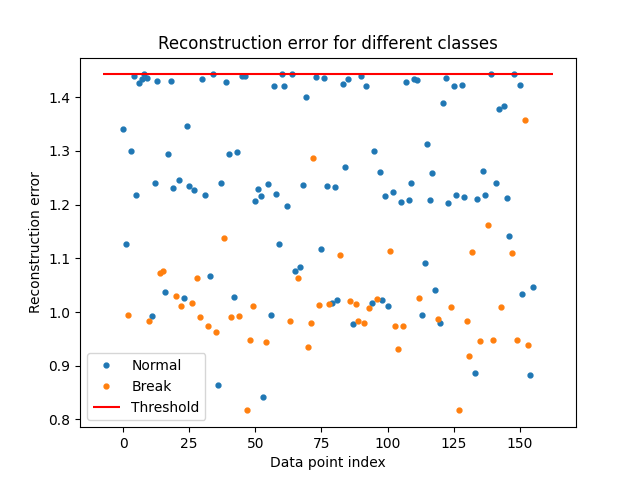 Reconstruction error for different classes
Reconstruction error
1.4
1.3
1.2
1.1
1.0
0.9
0.8
Normal
Break
Threshold
0 25 50 75 100 125 150
Data point index